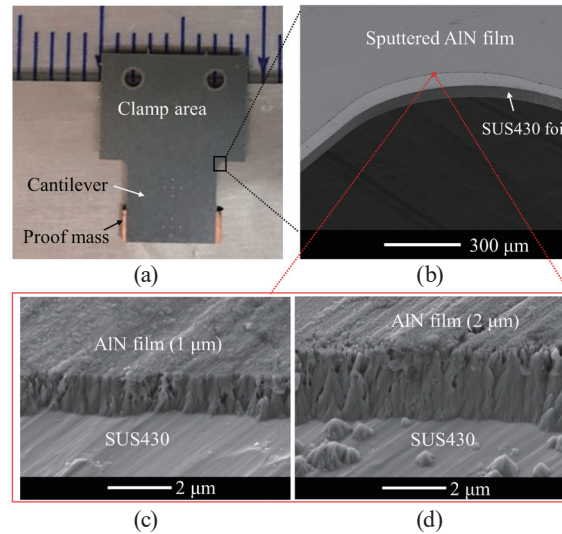 Clamp area
Cantilever
Proof mass
(a)
Sputtered AlN film
SUS430 foi
300 μm
(b)
AlN film (1 μm)
SUS430
2 μm
(c)
AlN film (2 μm)
SUS430
2 μm
(d)